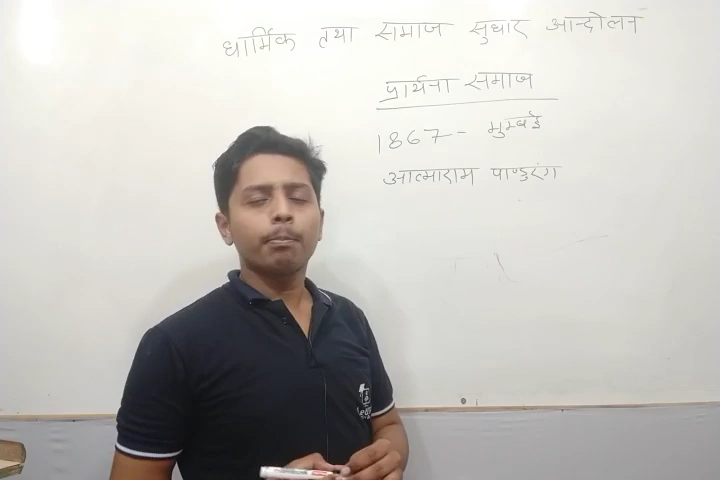 धार्मिक तथा समाज सुधार आन्दोलन
प्रार्थना समाज
1867- मुम्बई
आत्माराम पाण्डुरंग